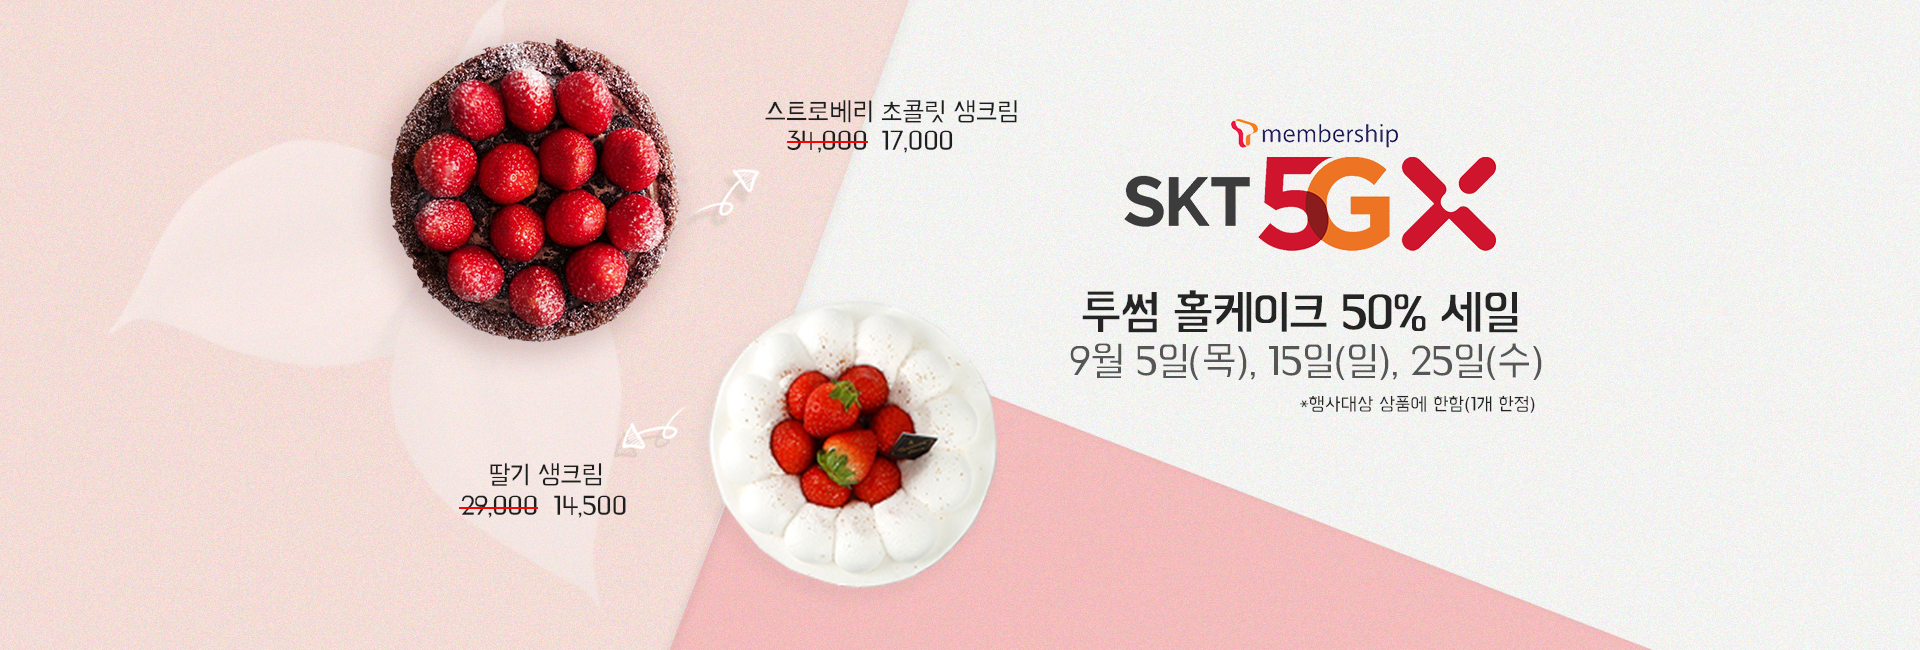 스트로베리 초콜릿 생크림
34,000 17,000
딸기 생크림
29,000 14,500
membership
SKT 5GX
투썸 홀케이크 50% 세일
9월 5일(목), 15일(일), 25일(수)
*행사대상 상품에 한함(1개 한정)